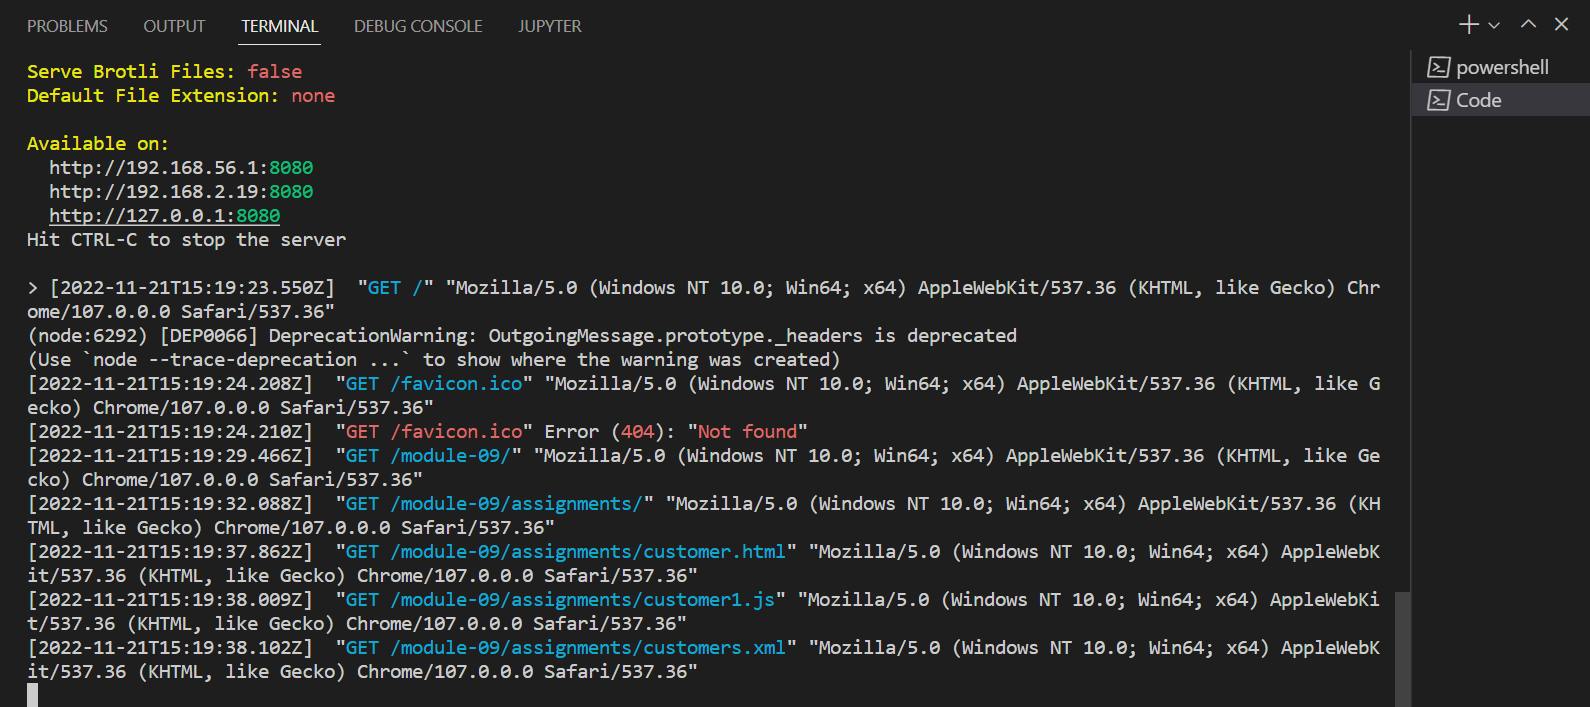 PROBLEMS OUTPUT TERMINAL DEBUG CONSOLE JUPYTER
Serve Brotli Files: false
Default File Extension: none
Available on:
http://192.168.56.1:8080
http://192.168.2.19:8080
http://127.0.0.1:8080
Hit CTRL-C to stop the server
> [2022-11-21T15:19:23.550Z]  "GET /" "Mozilla/5.0 (Windows NT 10.0; Win64; x64) AppleWebKit/537.36 (KHTML, like Gecko) Chr
ome/107.0.0.0 Safari/537.36"
(node:6292) [DEP0066] DeprecationWarning: OutgoingMessage.prototype._headers is deprecated
(Use `node --trace-deprecation ...` to show where the warning was created)
[2022-11-21T15:19:24.208Z]  "GET /favicon.ico" "Mozilla/5.0 (Windows NT 10.0; Win64; x64) AppleWebKit/537.36 (KHTML, like G
ecko) Chrome/107.0.0.0 Safari/537.36"
[2022-11-21T15:19:24.210Z]  "GET /favicon.ico" Error (404): "Not found"
[2022-11-21T15:19:29.466Z]  "GET /module-09/" "Mozilla/5.0 (Windows NT 10.0; Win64; x64) AppleWebKit/537.36 (KHTML, like Ge
cko) Chrome/107.0.0.0 Safari/537.36"
[2022-11-21T15:19:32.088Z]  "GET /module-09/assignments/" "Mozilla/5.0 (Windows NT 10.0; Win64; x64) AppleWebKit/537.36 (KH
TML, like Gecko) Chrome/107.0.0.0 Safari/537.36"
[2022-11-21T15:19:37.862Z]  "GET /module-09/assignments/customer.html" "Mozilla/5.0 (Windows NT 10.0; Win64; x64) AppleWebK
it/537.36 (KHTML, like Gecko) Chrome/107.0.0.0 Safari/537.36"
[2022-11-21T15:19:38.009Z]  "GET /module-09/assignments/customer1.js" "Mozilla/5.0 (Windows NT 10.0; Win64; x64) AppleWebKi
t/537.36 (KHTML, like Gecko) Chrome/107.0.0.0 Safari/537.36"
[2022-11-21T15:19:38.102Z]  "GET /module-09/assignments/customers.xml" "Mozilla/5.0 (Windows NT 10.0; Win64; x64) AppleWebK
it/537.36 (KHTML, like Gecko) Chrome/107.0.0.0 Safari/537.36"
powershell
Code